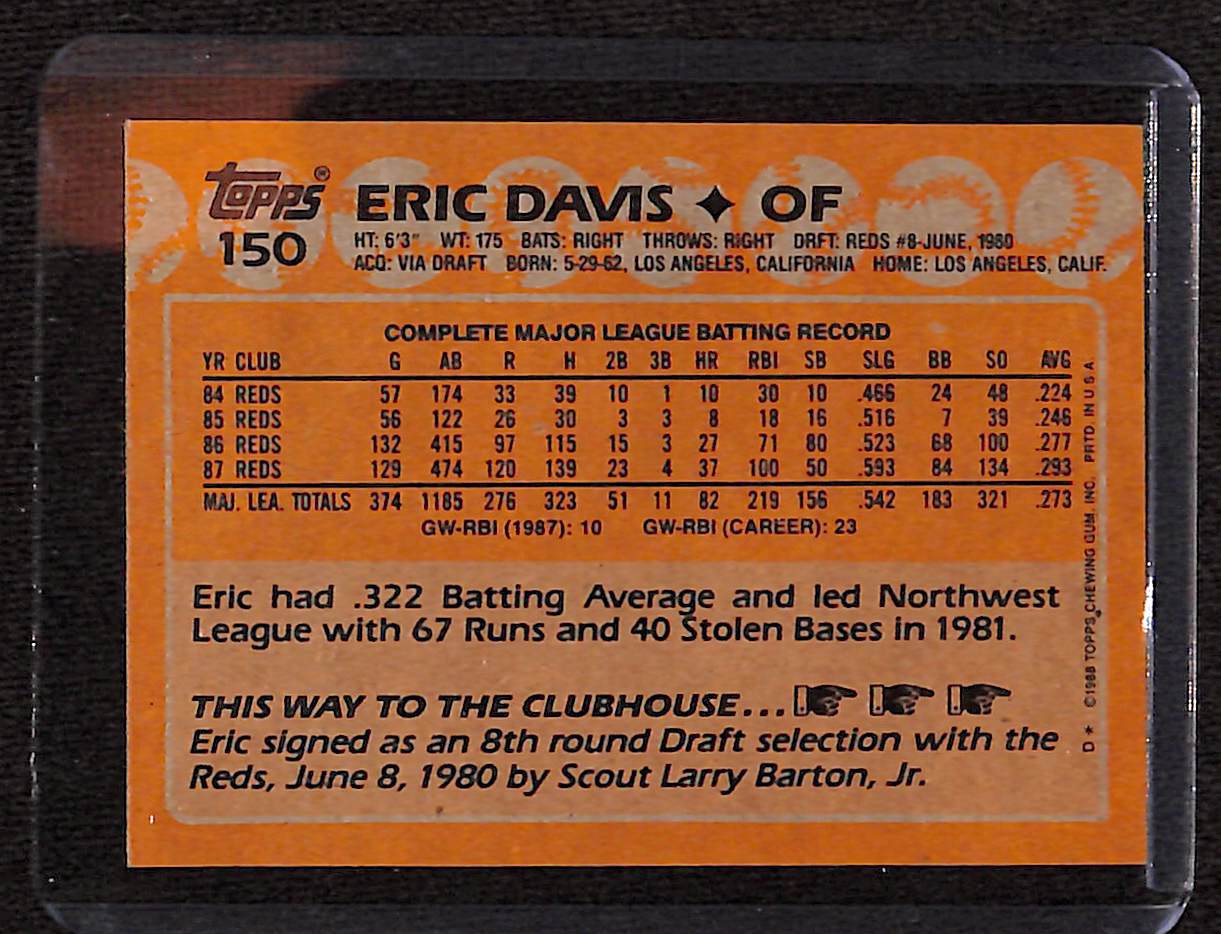 topps® ERIC DAVIS ✦ OF
150 HT: 6'3" WT: 175 BATS: RIGHT THROWS: RIGHT DRFT: REDS #8-JUNE, 1980
ACQ: VIA DRAFT BORN: 5-29-62, LOS ANGELES, CALIFORNIA HOME: LOS ANGELES, CALIF.
COMPLETE MAJOR LEAGUE BATTING RECORD
YR CLUB G AB R H 2B 3B HR RBI SB SLG BB SO AVG
84 REDS 57 174 33 39 10 1 10 30 10 .466 24 48 .224
85 REDS 56 122 26 30 3 3 8 18 16 .516 7 39 .246
86 REDS 132 415 97 115 15 3 27 71 80 .523 68 100 .277
87 REDS 129 474 120 139 23 4 37 100 50 .593 84 134 .293
MAJ. LEA. TOTALS 374 1185 276 323 51 11 82 219 156 .542 183 321 .273
GW-RBI (1987): 10 GW-RBI (CAREER): 23
Eric had .322 Batting Average and led Northwest
League with 67 Runs and 40 Stolen Bases in 1981.
THIS WAY TO THE CLUBHOUSE...
Eric signed as an 8th round Draft selection with the
Reds, June 8, 1980 by Scout Larry Barton, Jr.
D* ©1988 TOPPS CHEWING GUM, INC. PRTD. IN U S A